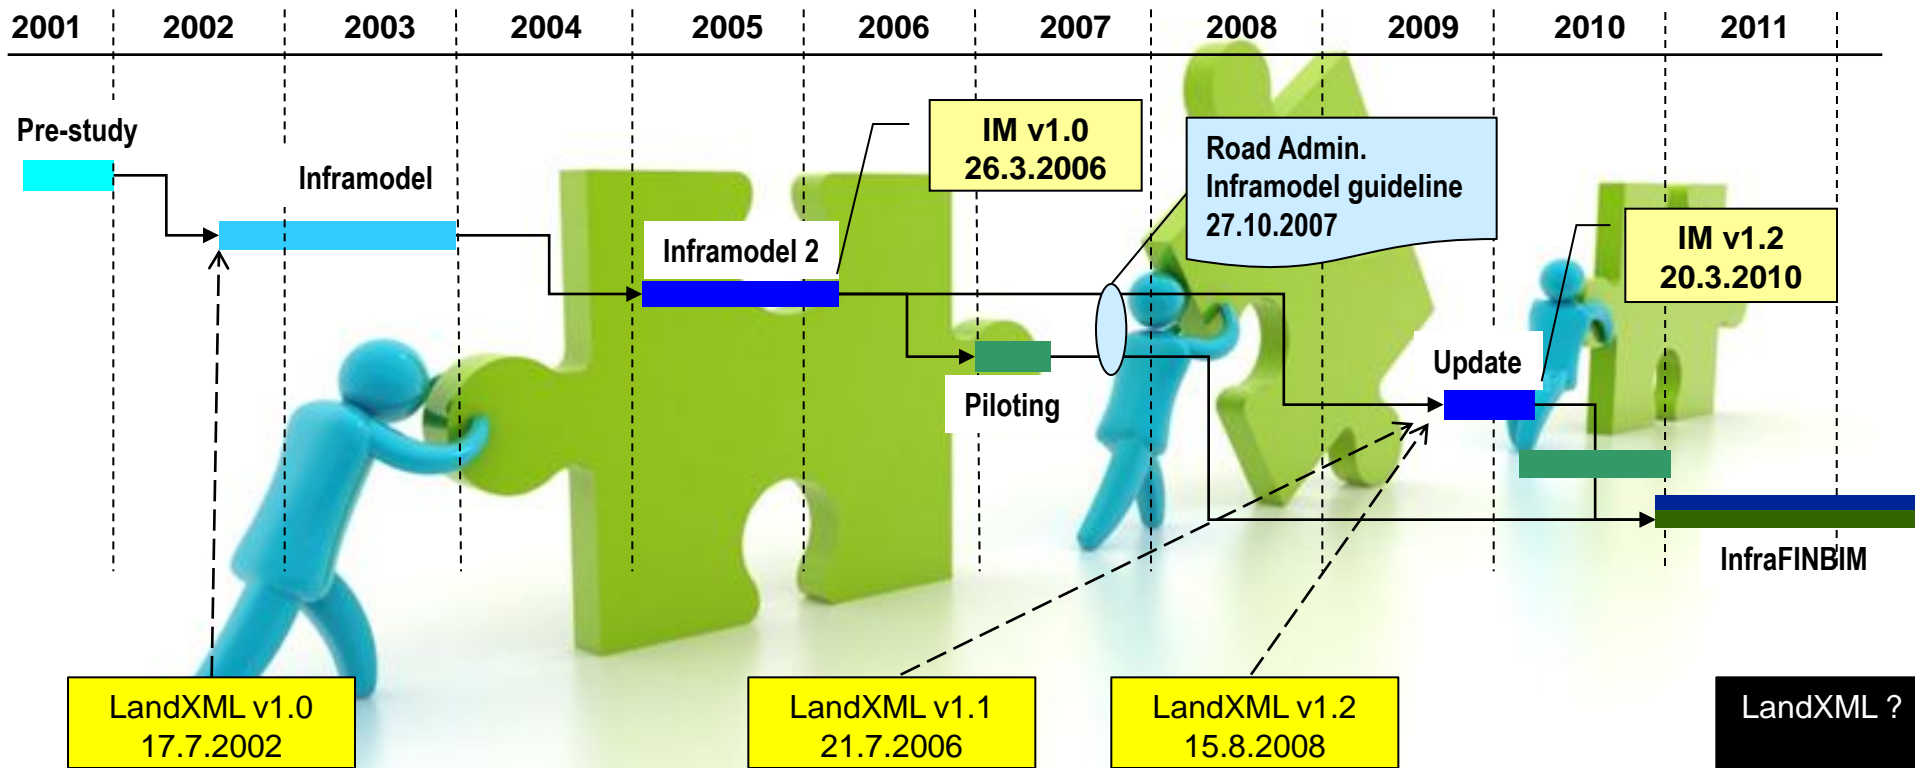 2001 2002 2003 2004 2005 2006 2007 2008 2009 2010 2011
Pre-study
Inframodel
Inframodel 2
IM v1.0
26.3.2006
Road Admin.
Inframodel guideline
27.10.2007
IM v1.2
20.3.2010
Piloting
Update
InfraFINBIM
LandXML v1.0
17.7.2002
LandXML v1.1
21.7.2006
LandXML v1.2
15.8.2008
LandXML ?